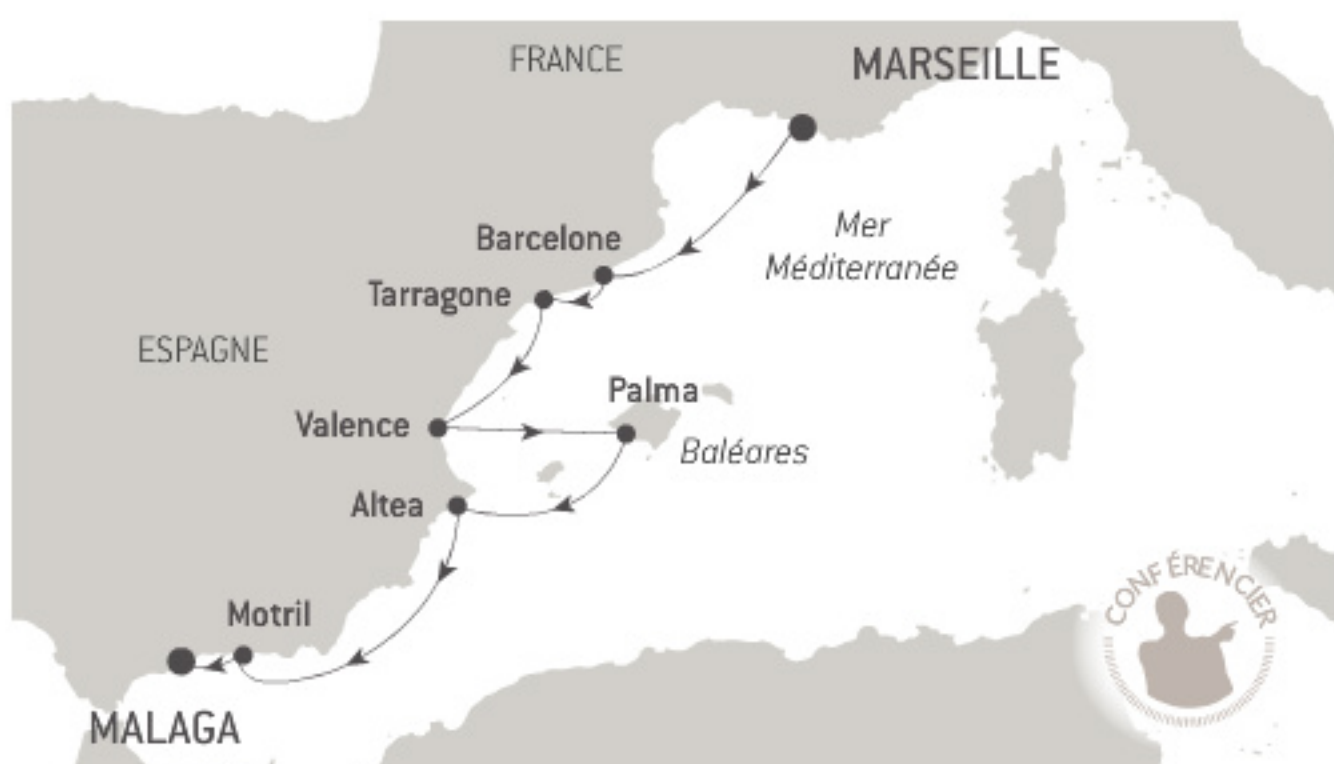 FRANCE
MARSEILLE
Mer
Méditerranée
Barcelone
Tarragone
ESPAGNE
Palma
Valence
Baléares
Altea
CONFÉRENCIER
Motril
MALAGA